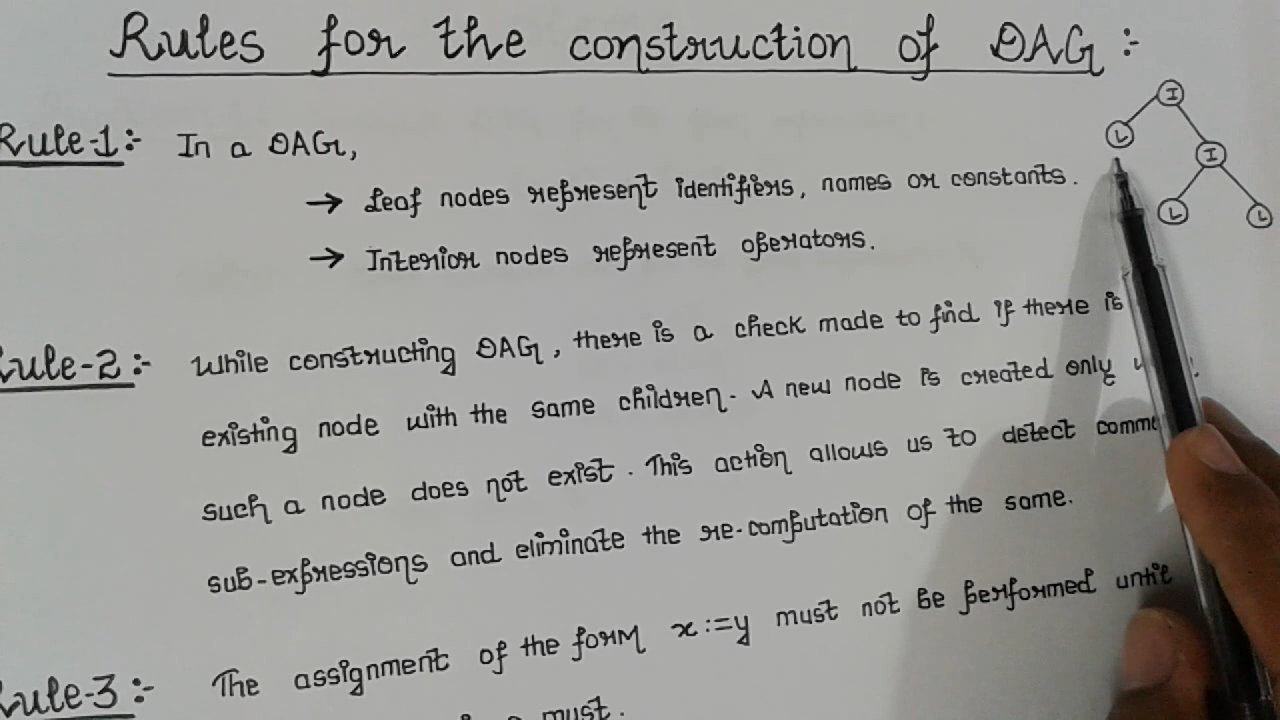 Rules for the construction of DAG :-
Rule-1:- In a DAG,
→ Leaf nodes represent identifiers, names or constants.
→ Interior nodes represent operators.
Rule-2:- While constructing DAG, there is a check made to find if there is
existing node with the same children. A new node is created only
such a node does not exist. This action allows us to detect
sub-expressions and eliminate the re-computation of the same.
Rule-3:- The assignment of the form x:=y must not be performed until
must.
I
L
I
L
L